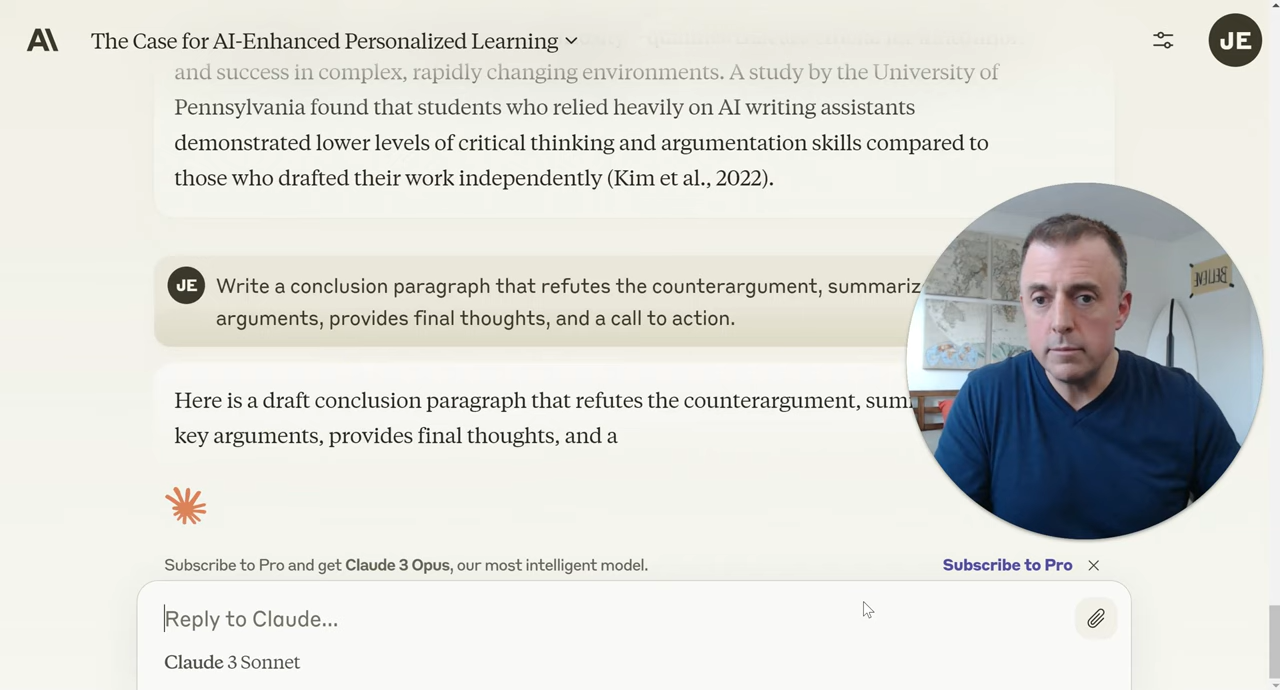 The Case for AI-Enhanced Personalized Learning
JE
and success in complex, rapidly changing environments. A study by the University of
Pennsylvania found that students who relied heavily on AI writing assistants
demonstrated lower levels of critical thinking and argumentation skills compared to
those who drafted their work independently (Kim et al., 2022).
JE
Write a conclusion paragraph that refutes the counterargument, summariz
arguments, provides final thoughts, and a call to action.
BELIEVE
Here is a draft conclusion paragraph that refutes the counterargument, sum
key arguments, provides final thoughts, and a
Subscribe to Pro and get Claude 3 Opus, our most intelligent model.
Subscribe to Pro
Reply to Claude...
Claude 3 Sonnet